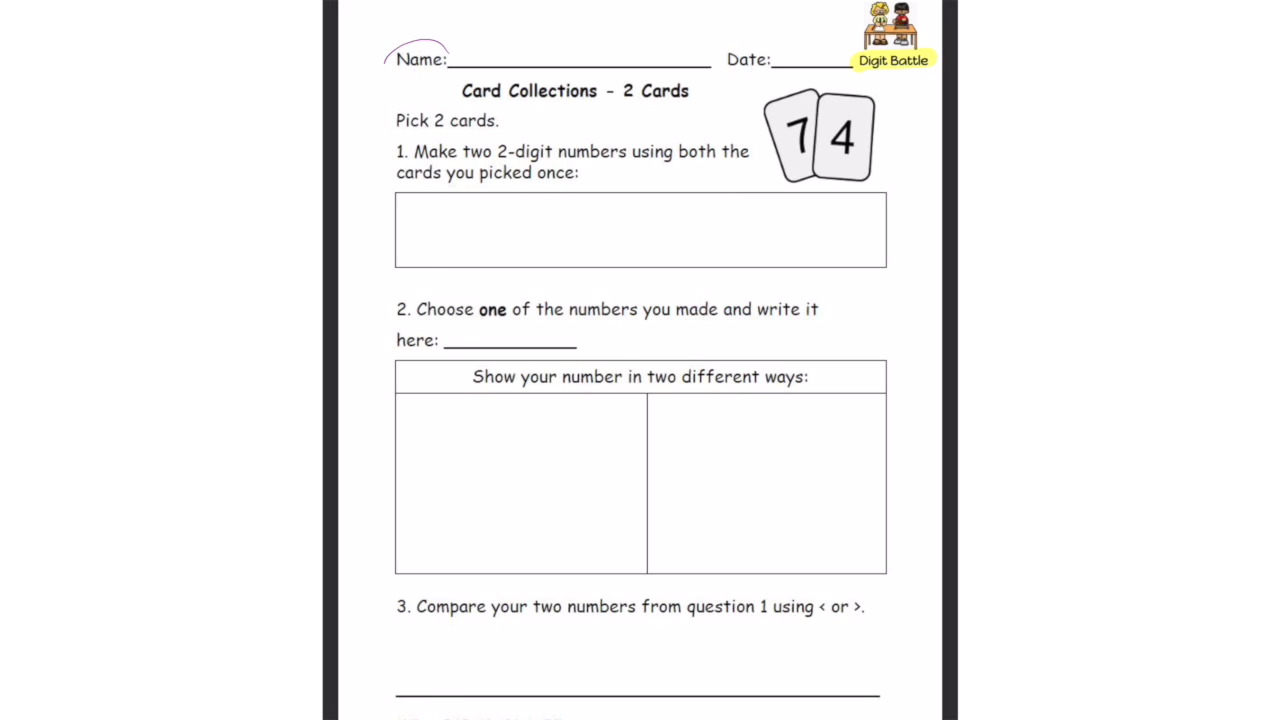 Name: Date:
Digit Battle
Card Collections - 2 Cards
Pick 2 cards.
7 4
1. Make two 2-digit numbers using both the
cards you picked once:
2. Choose one of the numbers you made and write it
here:
Show your number in two different ways:
3. Compare your two numbers from question 1 using < or >.